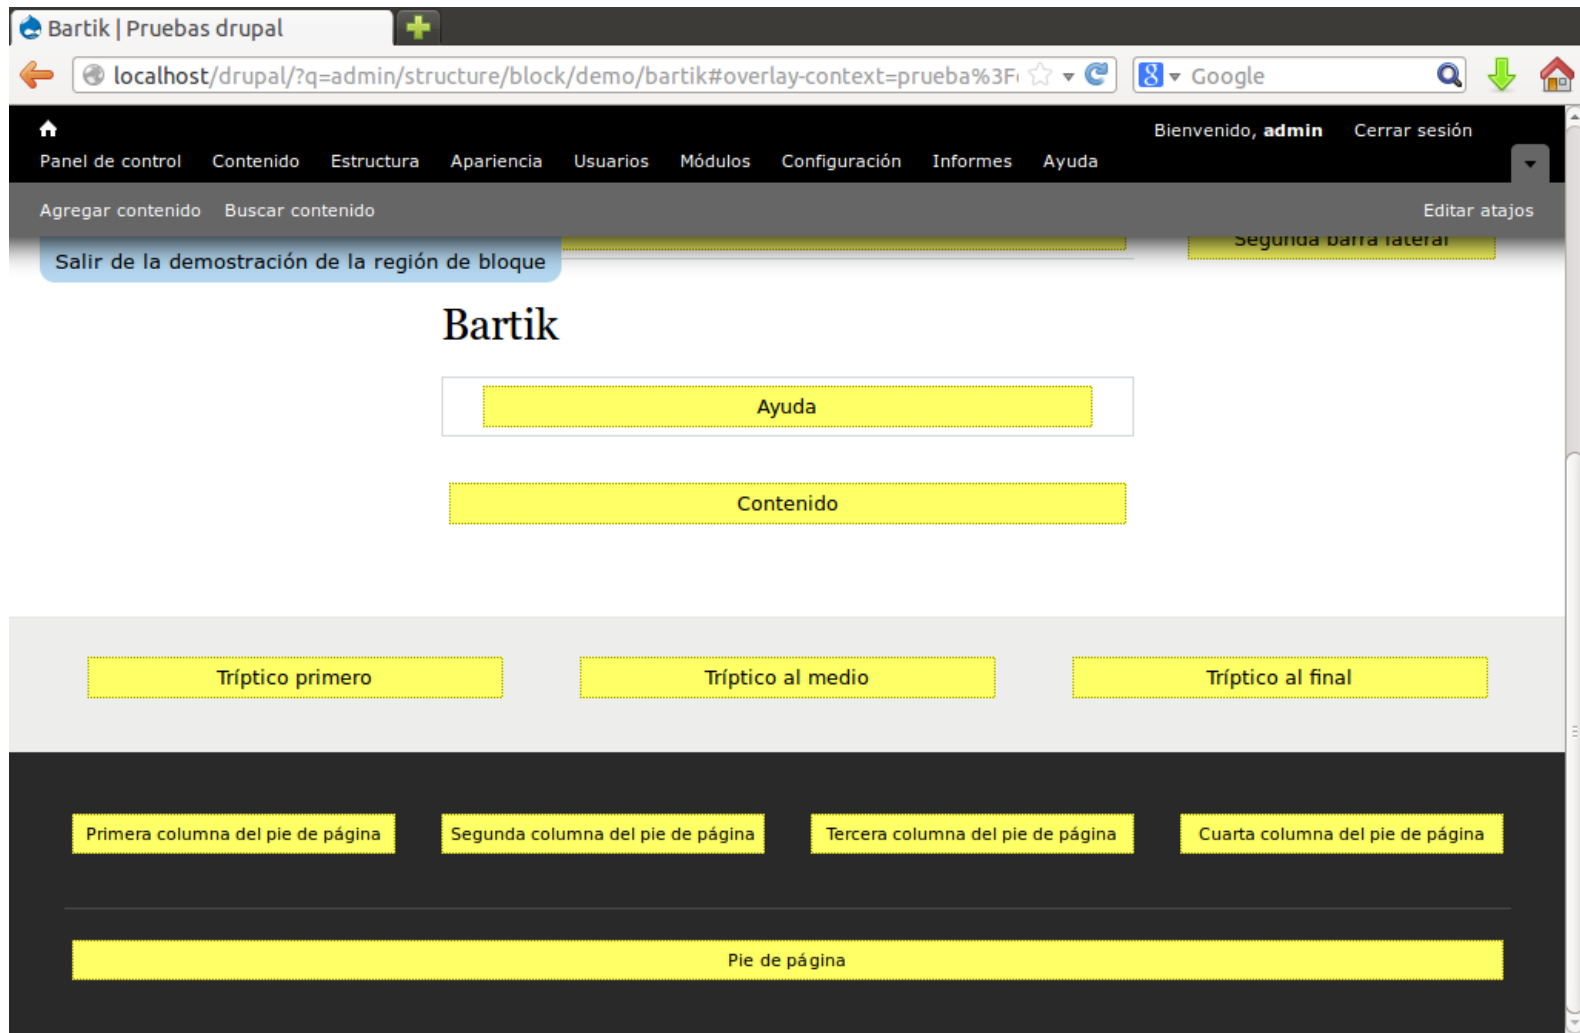 Bartik | Pruebas drupal
localhost/drupal/?q=admin/structure/block/demo/bartik#overlay-context=prueba%3F
Google
Bienvenido, admin Cerrar sesión
Panel de control Contenido Estructura Apariencia Usuarios Módulos Configuración Informes Ayuda
Agregar contenido Buscar contenido Editar atajos
Segunda barra lateral
Salir de la demostración de la región de bloque
Bartik
Ayuda
Contenido
Tríptico primero Tríptico al medio Tríptico al final
Primera columna del pie de página Segunda columna del pie de página Tercera columna del pie de página Cuarta columna del pie de página
Pie de página